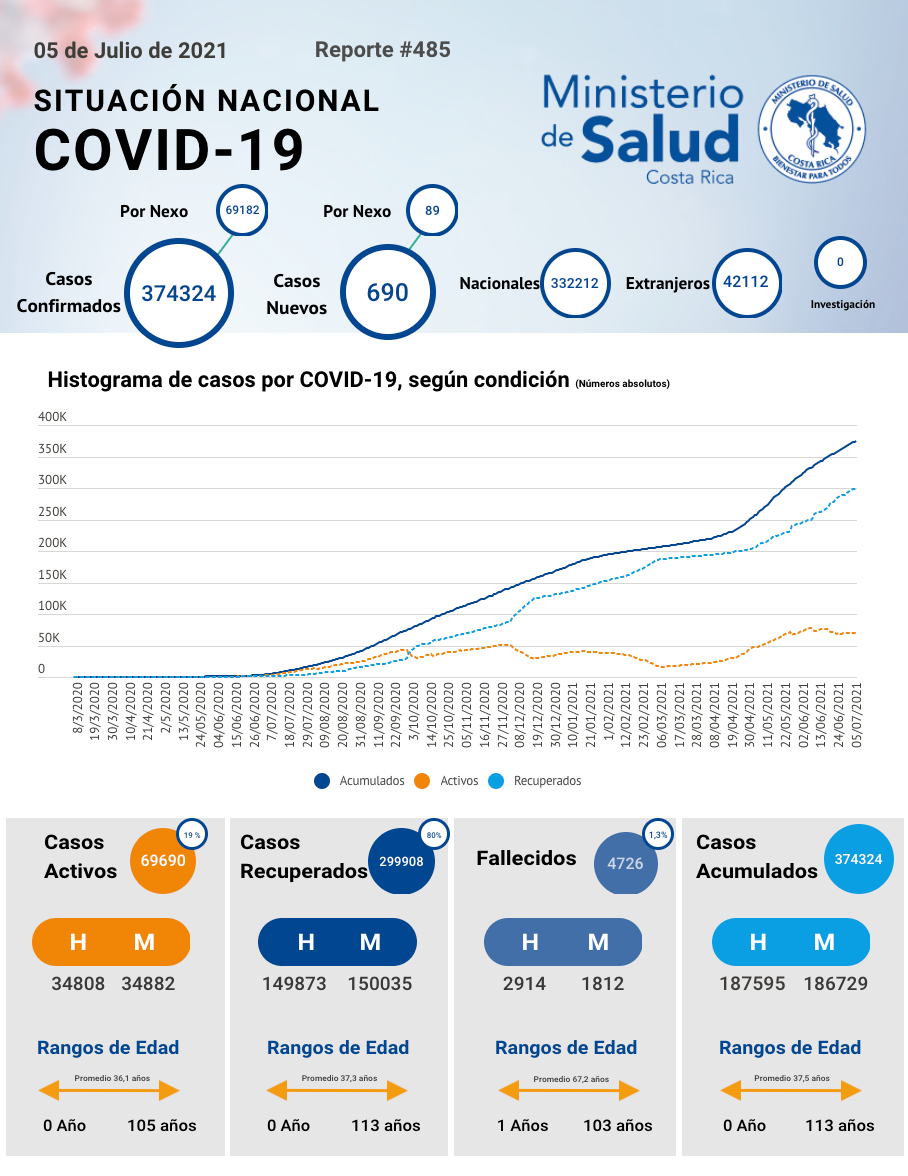 05 de Julio de 2021
Reporte #485
SITUACIÓN NACIONAL
COVID-19
Ministerio
de Salud
Costa Rica
MINISTERIO DE SALUD
COSTA RICA
BIENESTAR PARA TODOS
Por Nexo
69182
Por Nexo
89
Casos
Confirmados
374324
Casos
Nuevos
690
Nacionales
332212
Extranjeros
42112
0
Investigación
Histograma de casos por COVID-19, según condición (Números absolutos)
400K
350K
300K
250K
200K
150K
100K
50K
0
8/3/2020
19/3/2020
30/3/2020
10/4/2020
21/4/2020
2/5/2020
13/5/2020
24/05/2020
04/06/2020
15/06/2020
26/06/2020
7/07/2020
18/07/2020
29/07/2020
09/08/2020
20/08/2020
31/08/2020
11/09/2020
22/09/2020
3/10/2020
14/10/2020
25/10/2020
05/11/2020
16/11/2020
27/11/2020
08/12/2020
19/12/2020
30/12/2020
10/01/2021
21/01/2021
1/02/2021
12/02/2021
23/02/2021
06/03/2021
17/03/2021
28/03/2021
08/04/2021
19/04/2021
30/04/2021
11/05/2021
22/05/2021
02/06/2021
13/06/2021
24/06/2021
05/07/2021
Acumulados
Activos
Recuperados
Casos
Activos
69690
19 %
H M
34808 34882
Rangos de Edad
Promedio 36,1 años
0 Año 105 años
Casos
Recuperados
299908
80%
H M
149873 150035
Rangos de Edad
Promedio 37,3 años
0 Año 113 años
Fallecidos
4726
1,3%
H M
2914 1812
Rangos de Edad
Promedio 67,2 años
1 Años 103 años
Casos
Acumulados
374324
H M
187595 186729
Rangos de Edad
Promedio 37,5 años
0 Año 113 años